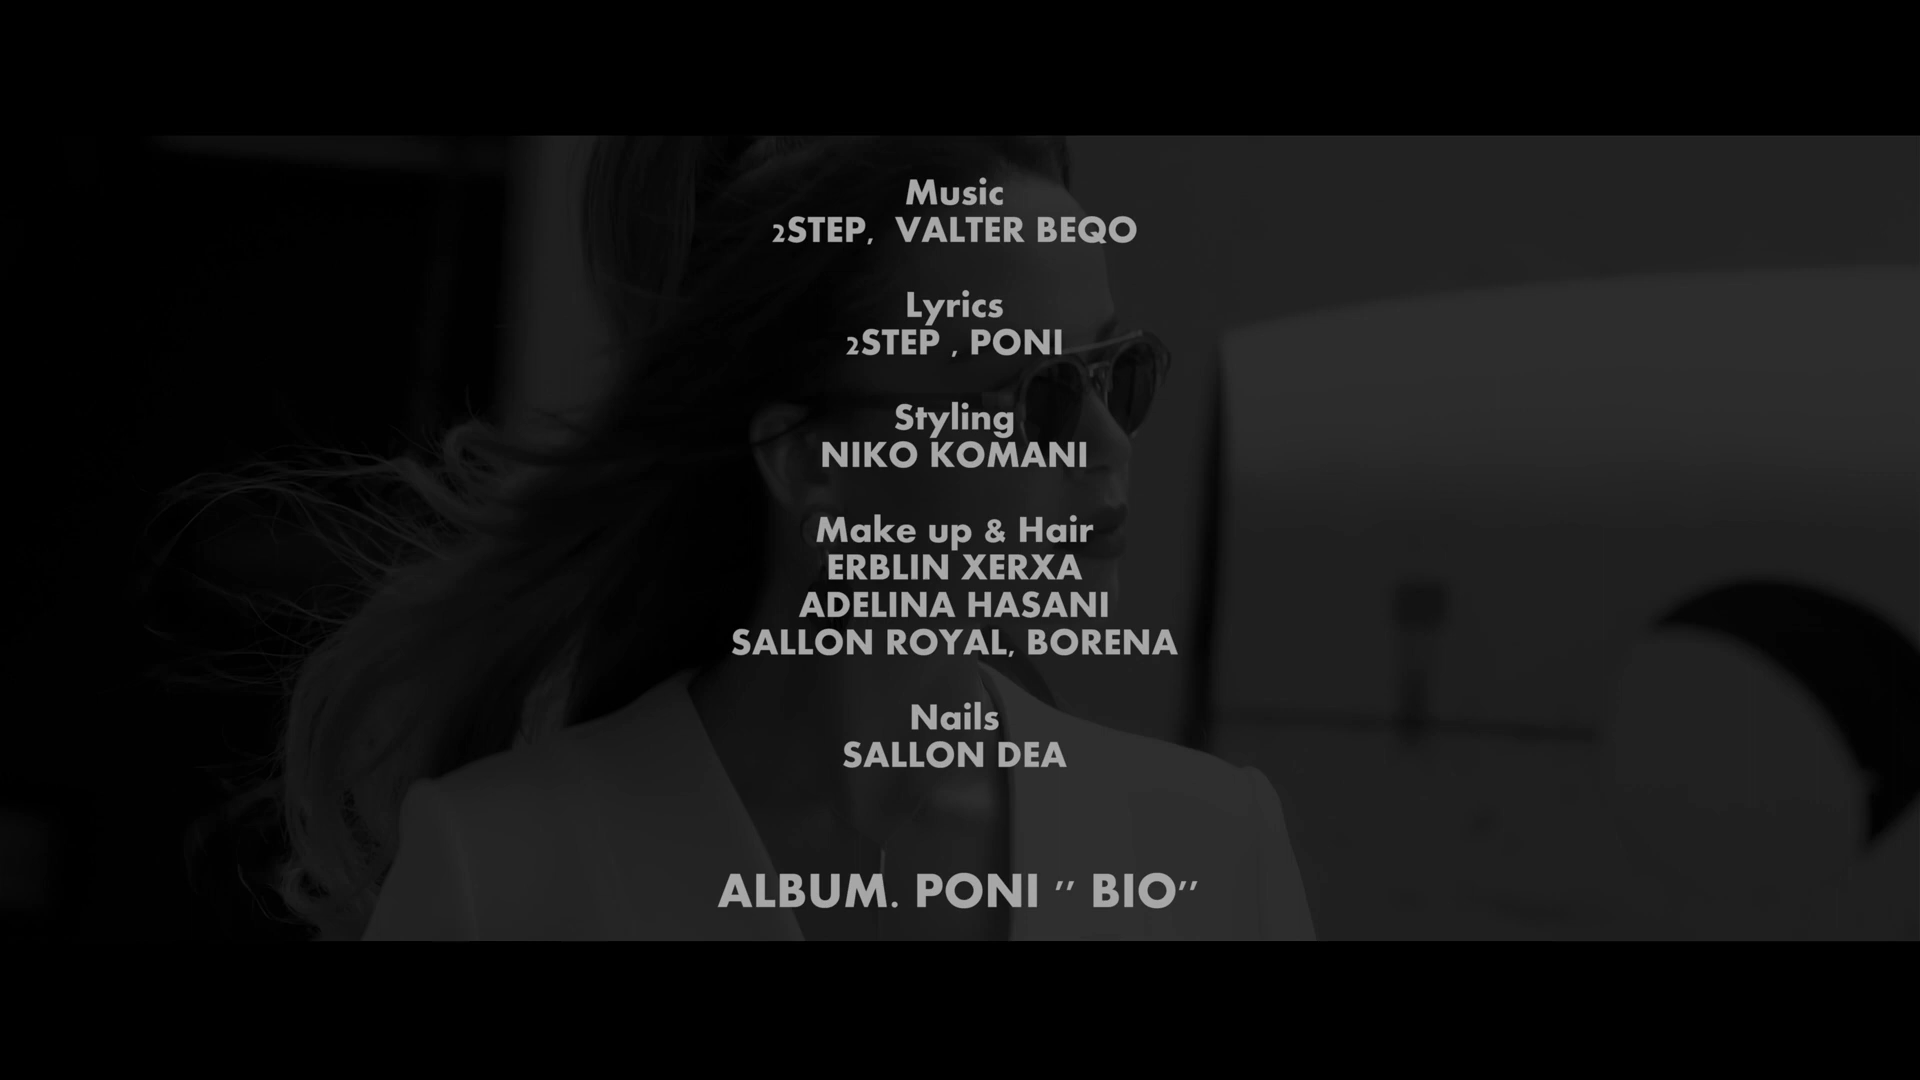 Music
2STEP,  VALTER BEQO
Lyrics
2STEP , PONI
Styling
NIKO KOMANI
Make up & Hair
ERBLIN XERXA
ADELINA HASANI
SALLON ROYAL, BORENA
Nails
SALLON DEA
ALBUM. PONI '' BIO''